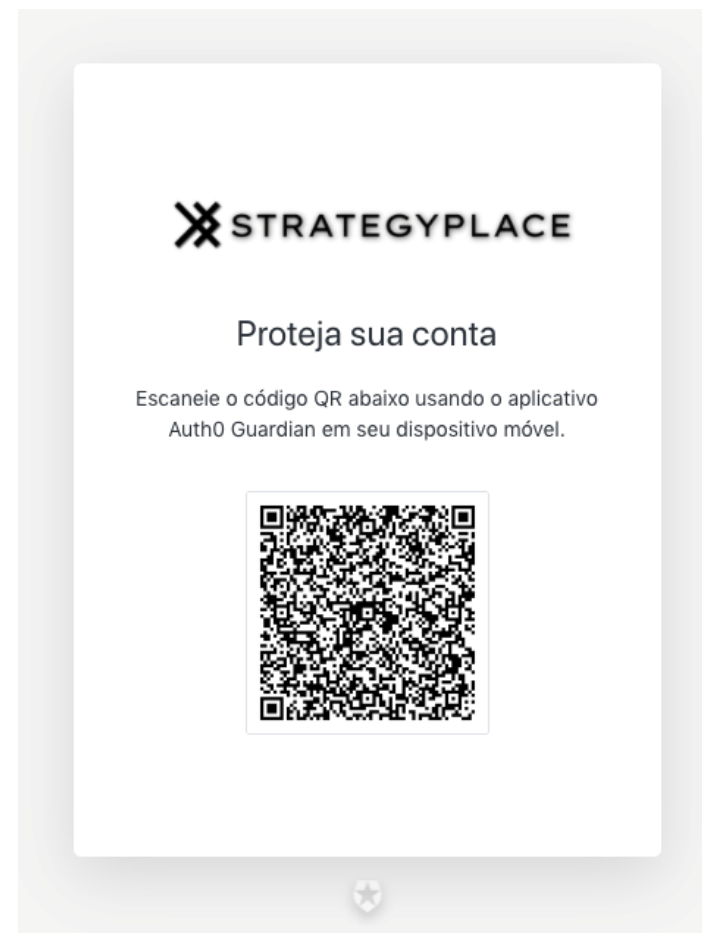 STRATEGYPLACE
Proteja sua conta
Escaneie o código QR abaixo usando o aplicativo
Auth0 Guardian em seu dispositivo móvel.